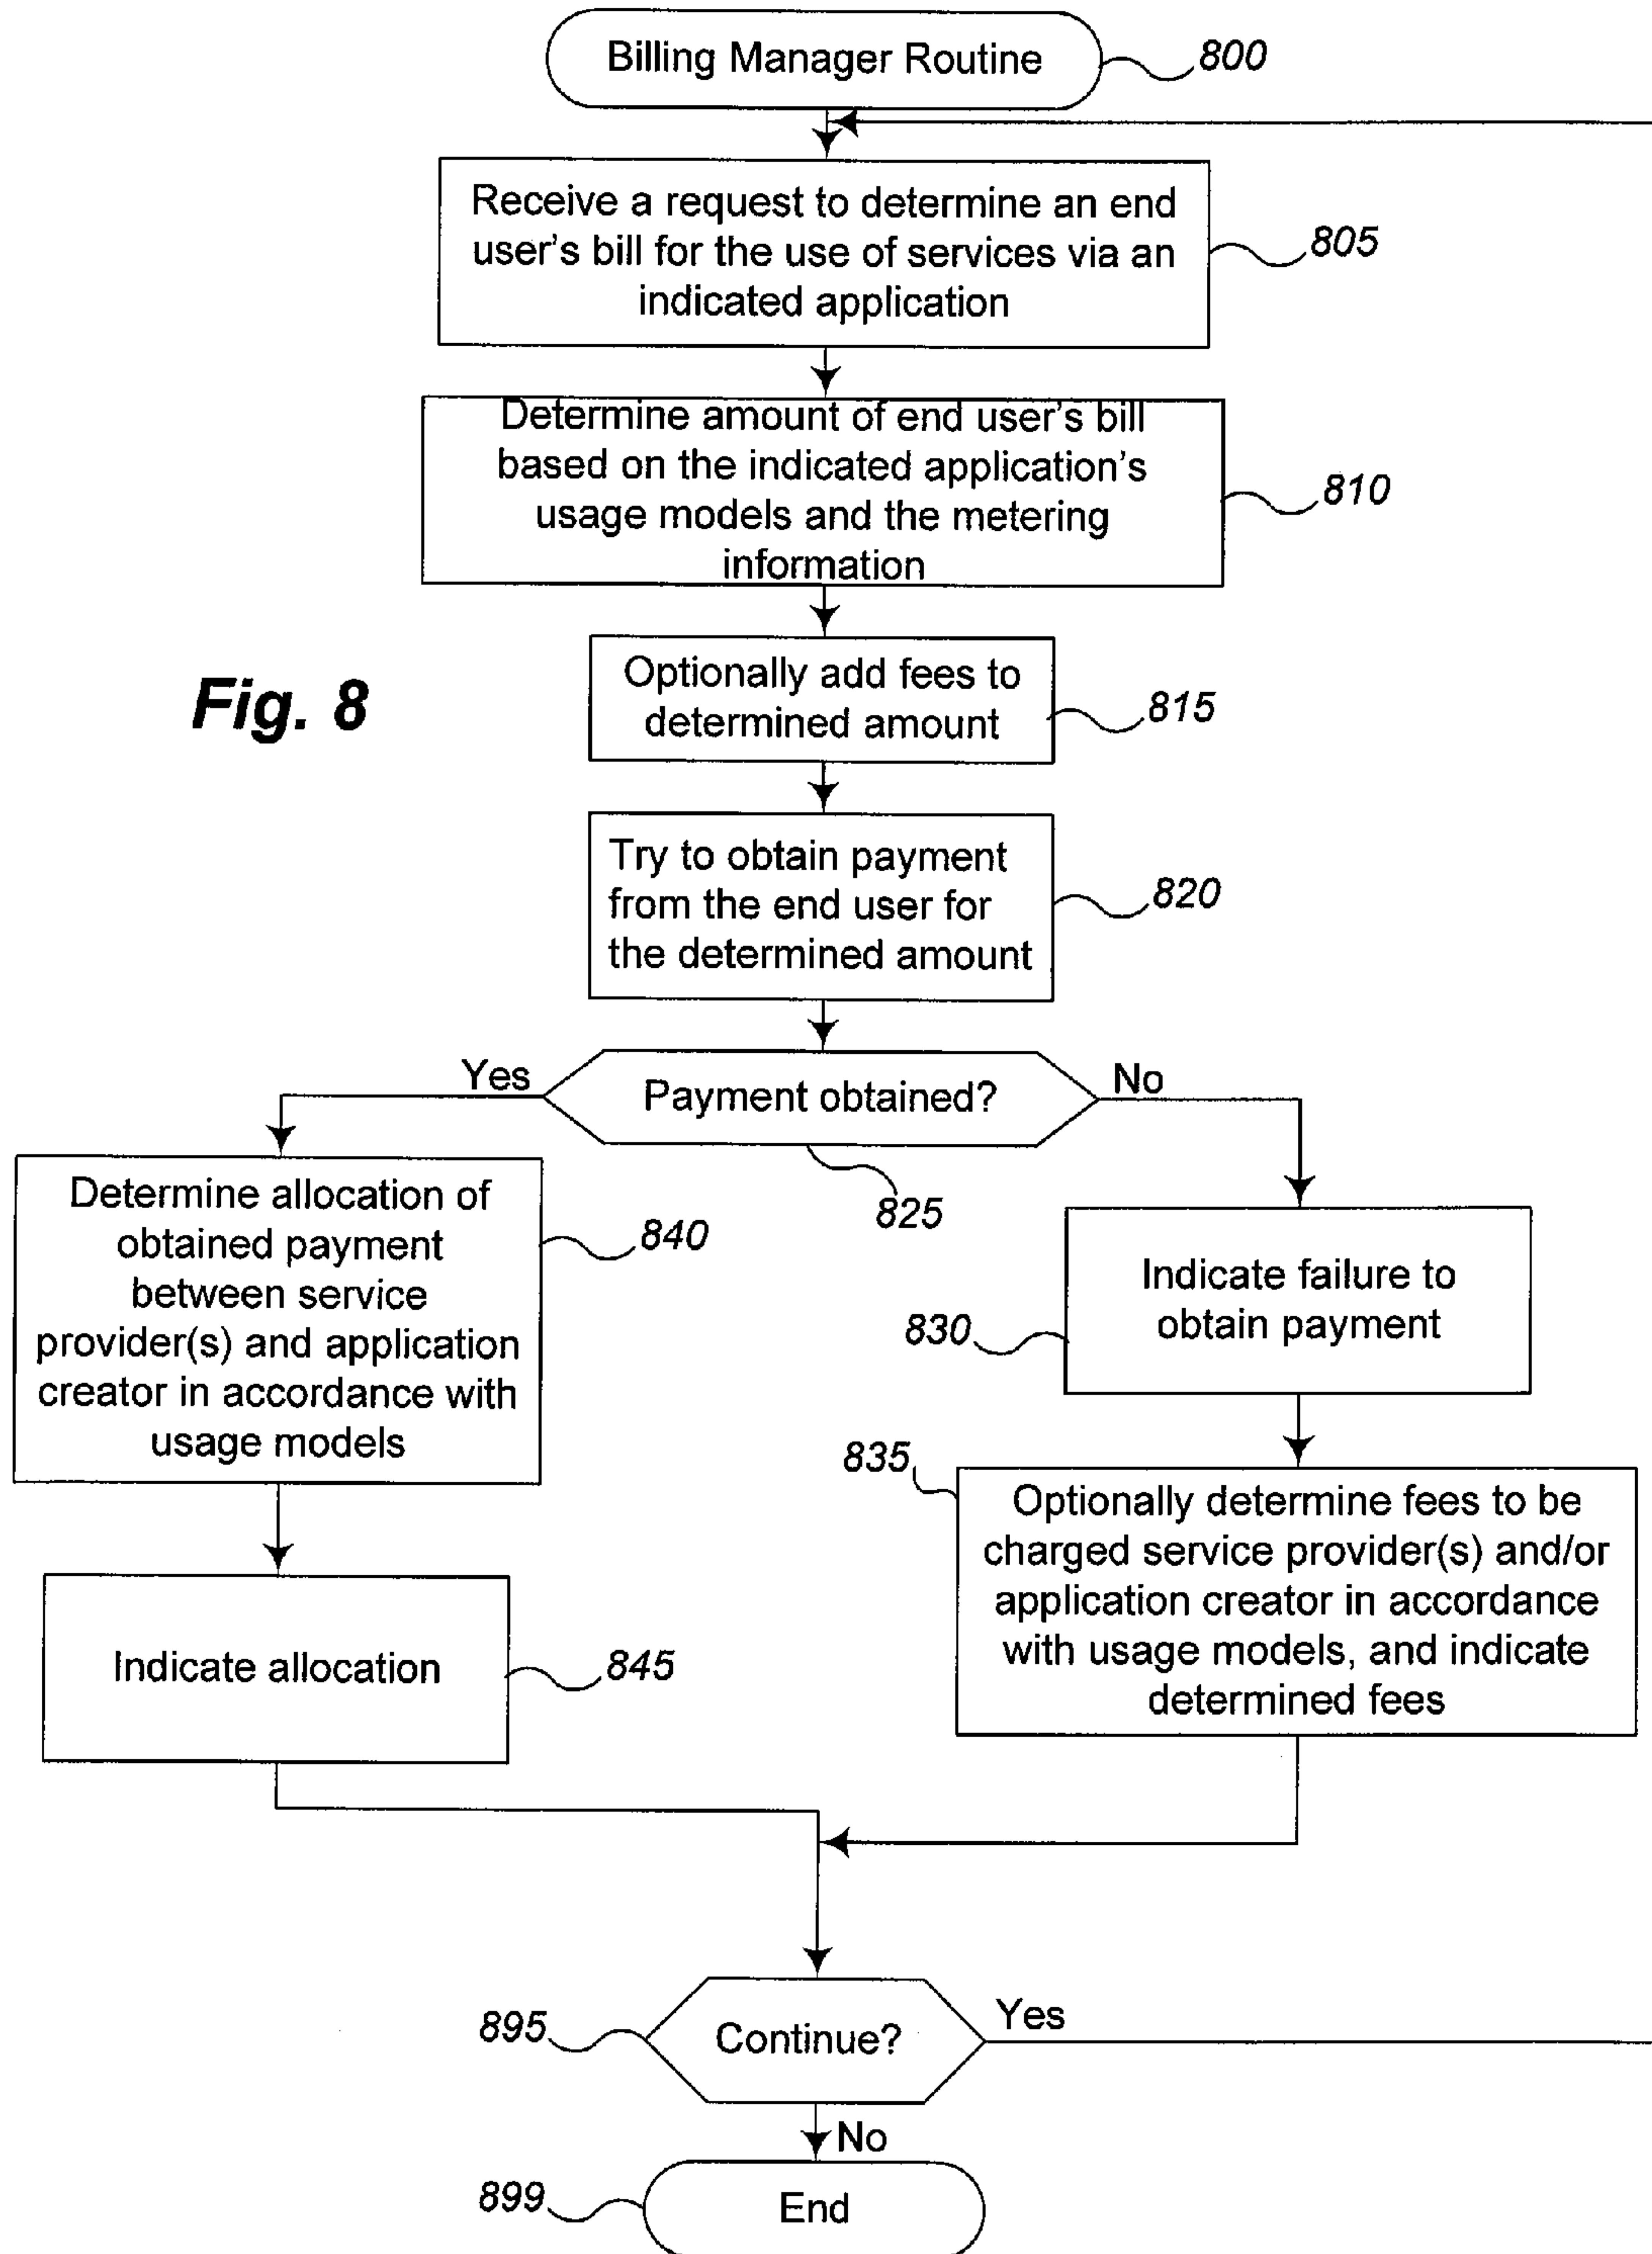 Billing Manager Routine
800
Receive a request to determine an end
user's bill for the use of services via an
indicated application
805
Determine amount of end user's bill
based on the indicated application's
usage models and the metering
information
810
Fig. 8
Optionally add fees to
determined amount
815
Try to obtain payment
from the end user for
the determined amount
820
Yes
Payment obtained?
No
825
Determine allocation of
obtained payment
between service
provider(s) and application
creator in accordance with
usage models
840
Indicate failure to
obtain payment
830
835
Optionally determine fees to be
charged service provider(s) and/or
application creator in accordance
with usage models, and indicate
determined fees
Indicate allocation
845
895
Continue?
Yes
No
899
End